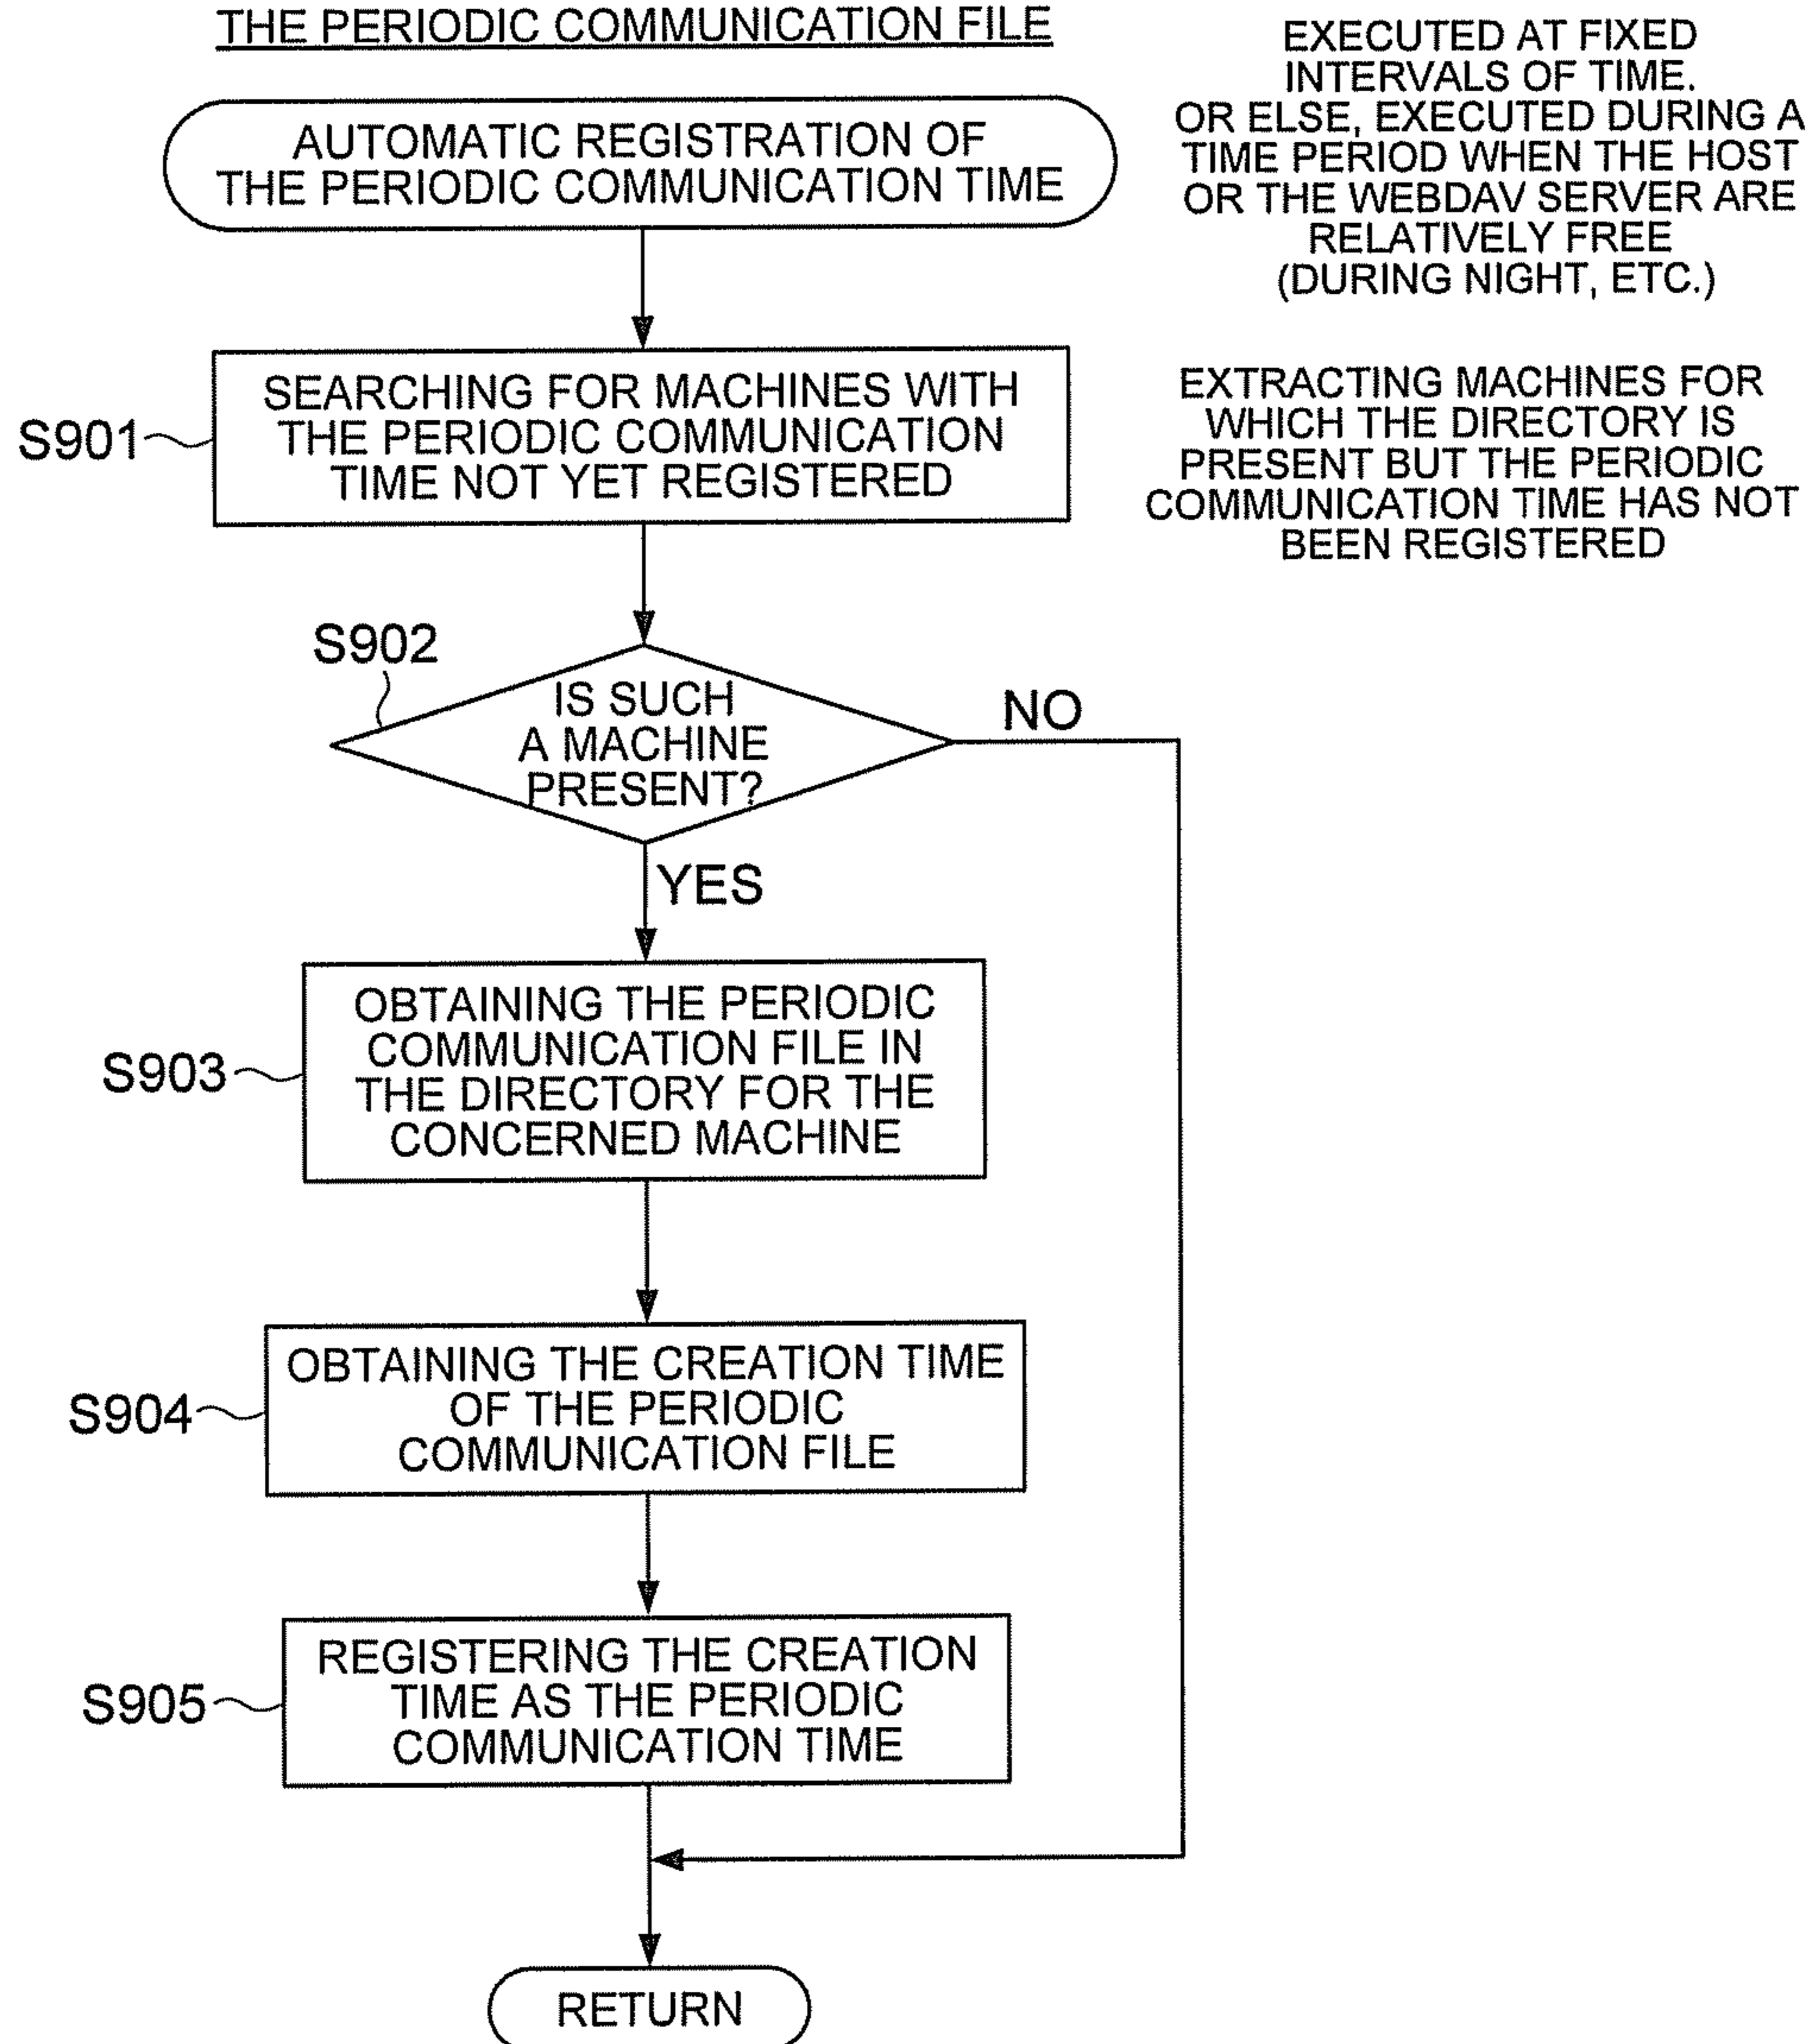 THE PERIODIC COMMUNICATION FILE
AUTOMATIC REGISTRATION OF
THE PERIODIC COMMUNICATION TIME
EXECUTED AT FIXED
INTERVALS OF TIME.
OR ELSE, EXECUTED DURING A
TIME PERIOD WHEN THE HOST
OR THE WEBDAV SERVER ARE
RELATIVELY FREE
(DURING NIGHT, ETC.)
S901
SEARCHING FOR MACHINES WITH
THE PERIODIC COMMUNICATION
TIME NOT YET REGISTERED
EXTRACTING MACHINES FOR
WHICH THE DIRECTORY IS
PRESENT BUT THE PERIODIC
COMMUNICATION TIME HAS NOT
BEEN REGISTERED
S902
IS SUCH
A MACHINE
PRESENT?
NO
YES
S903
OBTAINING THE PERIODIC
COMMUNICATION FILE IN
THE DIRECTORY FOR THE
CONCERNED MACHINE
S904
OBTAINING THE CREATION TIME
OF THE PERIODIC
COMMUNICATION FILE
S905
REGISTERING THE CREATION
TIME AS THE PERIODIC
COMMUNICATION TIME
RETURN